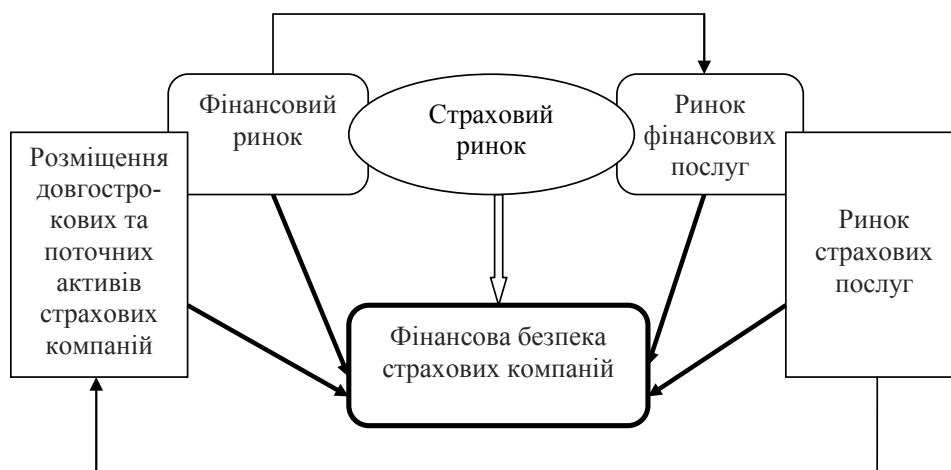 Фінансовий
ринок
Страховий
ринок
Ринок
фінансових
послуг
Розміщення
довгостро-
кових та
поточних
активів
страхових
компаній
Ринок
страхових
послуг
Фінансова безпека
страхових компаній